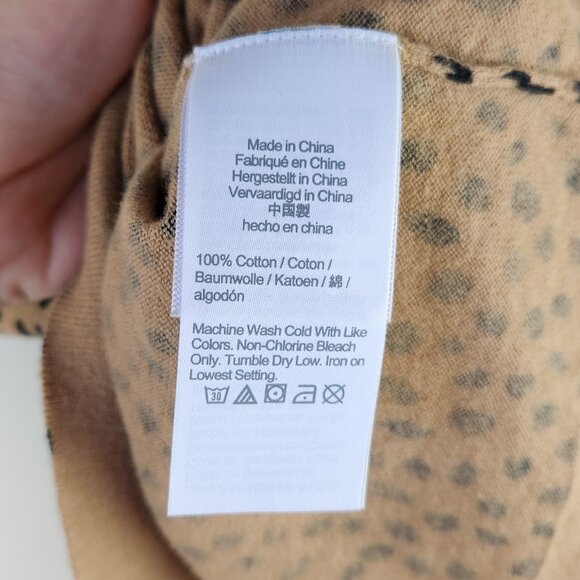 Made in China
Fabriqué en Chine
Hergestellt in China
Vervaardigd in China
中国製
hecho en china
100% Cotton / Coton /
Baumwolle / Katoen / 綿 /
algodón
Machine Wash Cold With Like
Colors. Non-Chlorine Bleach
Only. Tumble Dry Low. Iron on
Lowest Setting.
30